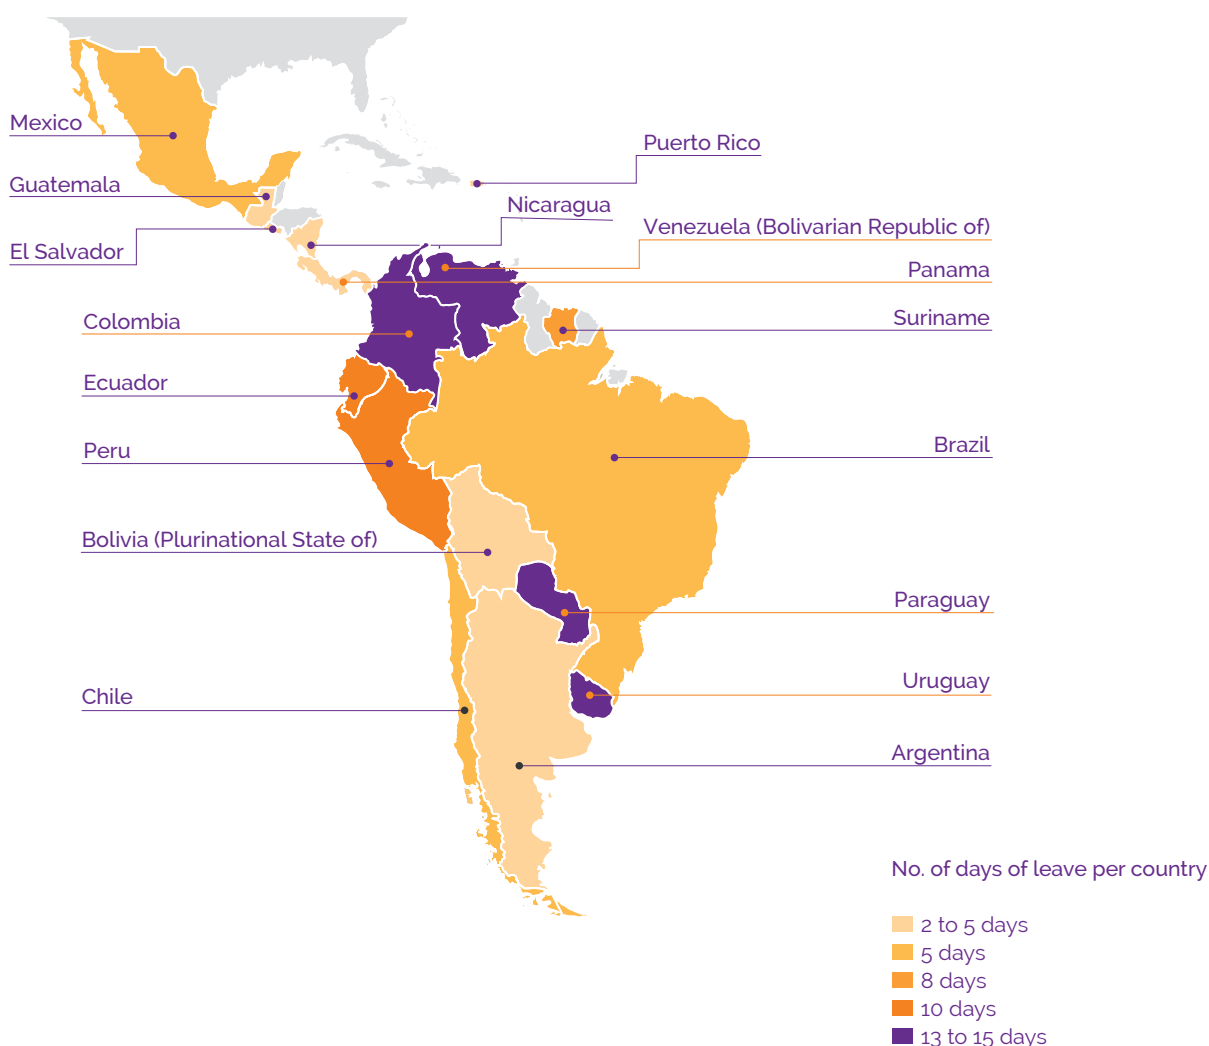 Mexico
Puerto Rico
Guatemala
Nicaragua
Venezuela (Bolivarian Republic of)
El Salvador
Panama
Colombia
Suriname
Ecuador
Peru
Brazil
Bolivia (Plurinational State of)
Paraguay
Uruguay
Chile
Argentina
No. of days of leave per country
2 to 5 days
5 days
8 days
10 days
13 to 15 days